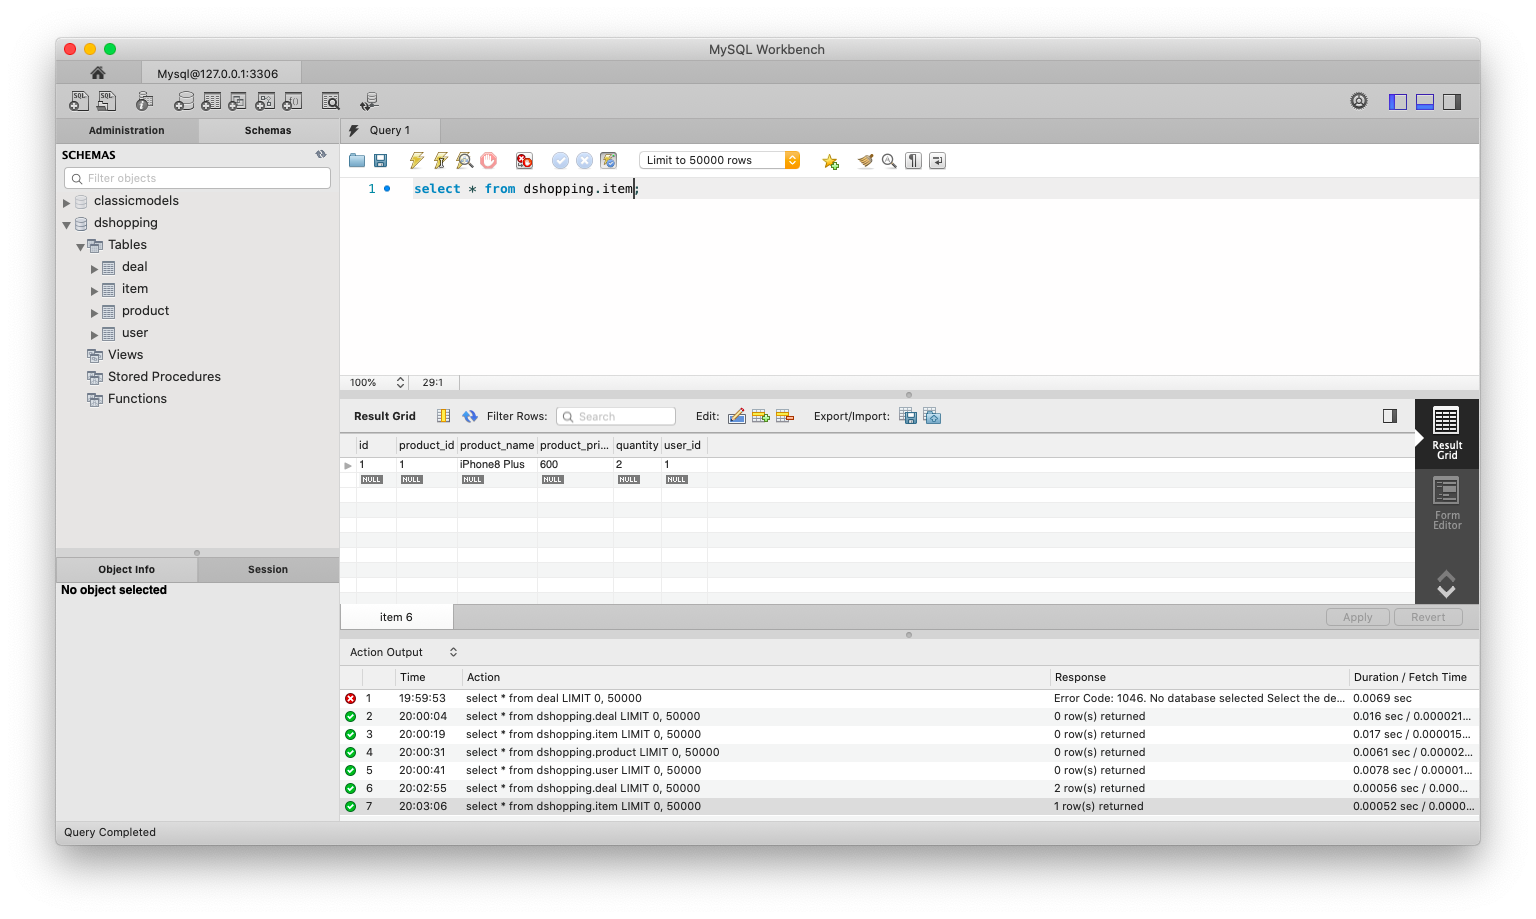 MySQL Workbench
Mysql@127.0.0.1:3306
Administration Schemas Query 1
SCHEMAS
Limit to 50000 rows
Filter objects
1 select * from dshopping.item;
classicmodels
dshopping
Tables
deal
item
product
user
Views
Stored Procedures
Functions
100% 29:1
Result Grid Filter Rows: Search Edit: Export/Import:
id product_id product_name product_pri... quantity user_id
1 1 iPhone8 Plus 600 2 1
NULL NULL NULL NULL NULL NULL
Result
Grid
Form
Editor
Object Info Session
No object selected
item 6 Apply Revert
Action Output
Time Action Response Duration / Fetch Time
1 19:59:53 select * from deal LIMIT 0, 50000 Error Code: 1046. No database selected Select the de... 0.0069 sec
2 20:00:04 select * from dshopping.deal LIMIT 0, 50000 0 row(s) returned 0.016 sec / 0.000021...
3 20:00:19 select * from dshopping.item LIMIT 0, 50000 0 row(s) returned 0.017 sec / 0.000015...
4 20:00:31 select * from dshopping.product LIMIT 0, 50000 0 row(s) returned 0.0061 sec / 0.00002...
5 20:00:41 select * from dshopping.user LIMIT 0, 50000 0 row(s) returned 0.0078 sec / 0.00001...
6 20:02:55 select * from dshopping.deal LIMIT 0, 50000 2 row(s) returned 0.00056 sec / 0.000...
7 20:03:06 select * from dshopping.item LIMIT 0, 50000 1 row(s) returned 0.00052 sec / 0.0000...
Query Completed